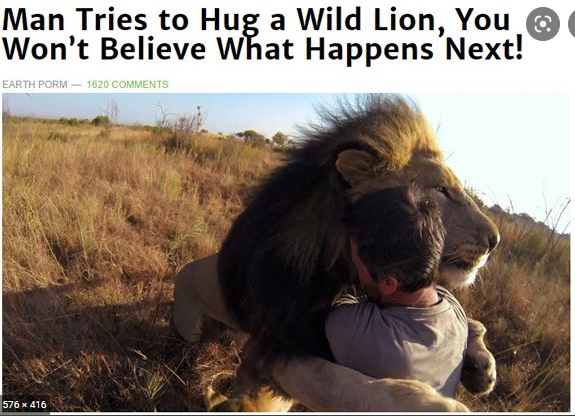 Man Tries to Hug a Wild Lion, You
Won't Believe What Happens Next!
EARTH PORM — 1620 COMMENTS
576 × 416